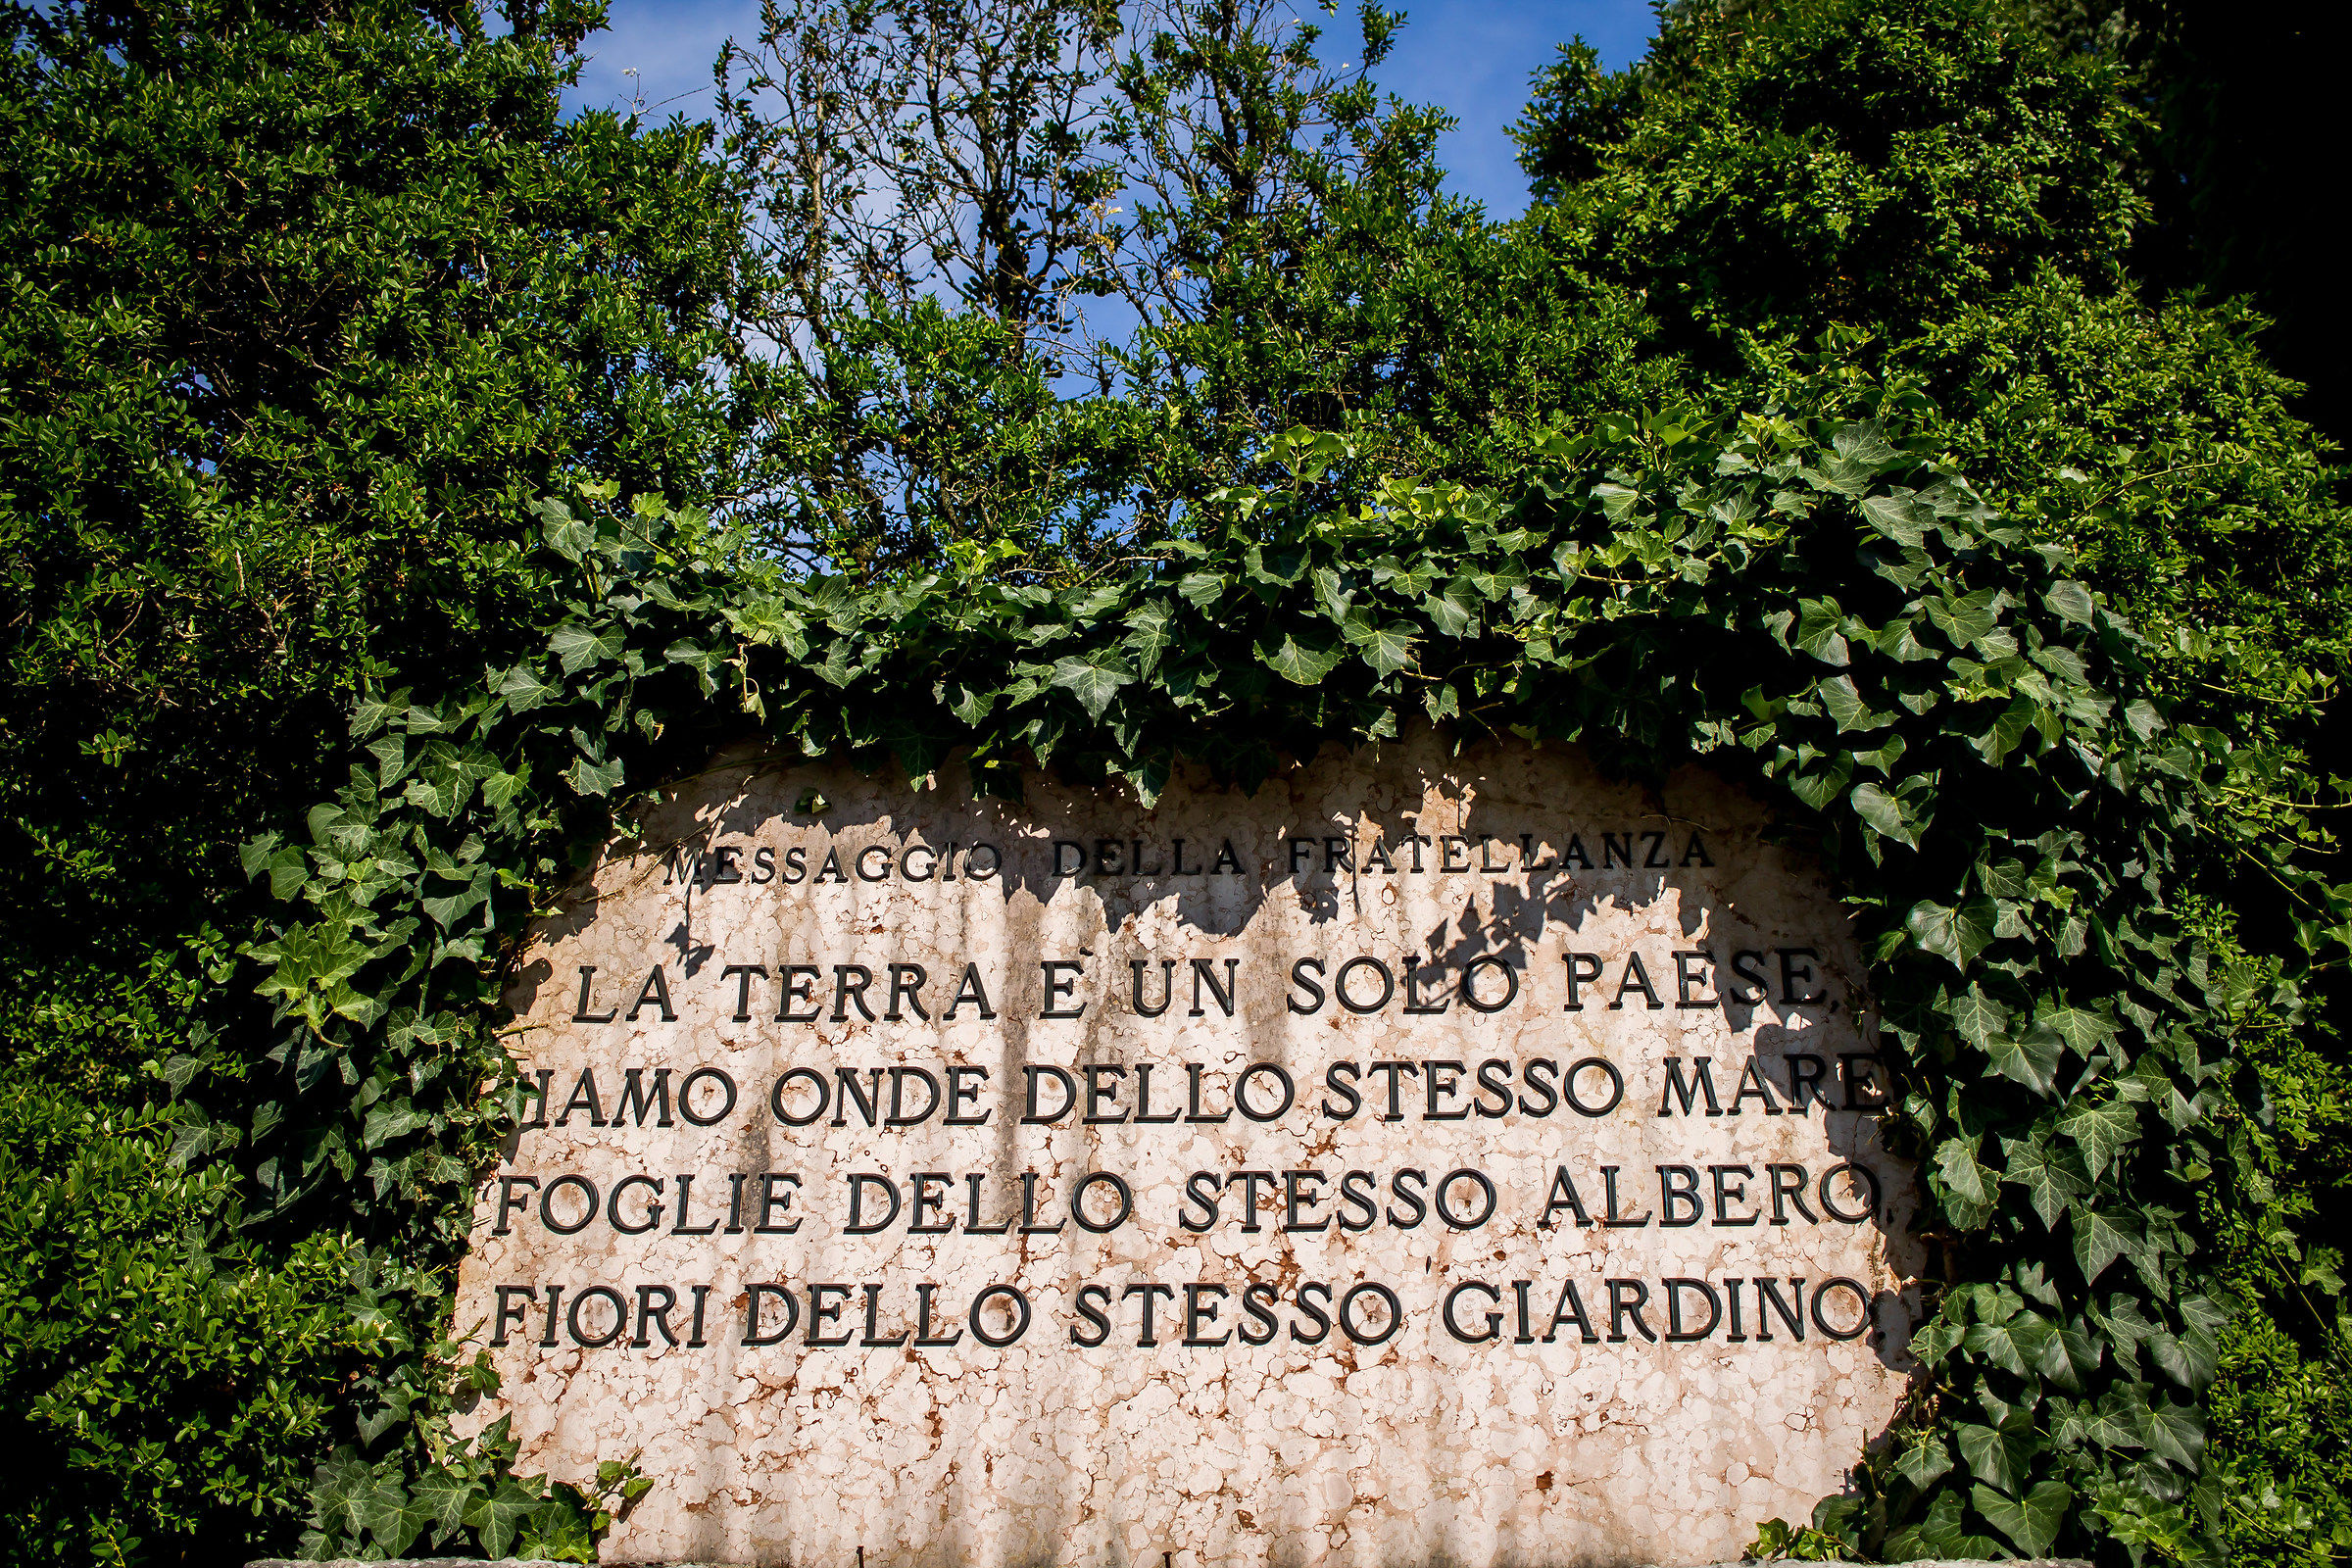 MESSAGGIO DELLA FRATELLANZA
LA TERRA E' UN SOLO PAESE,
SIAMO ONDE DELLO STESSO MARE
FOGLIE DELLO STESSO ALBERO,
FIORI DELLO STESSO GIARDINO.